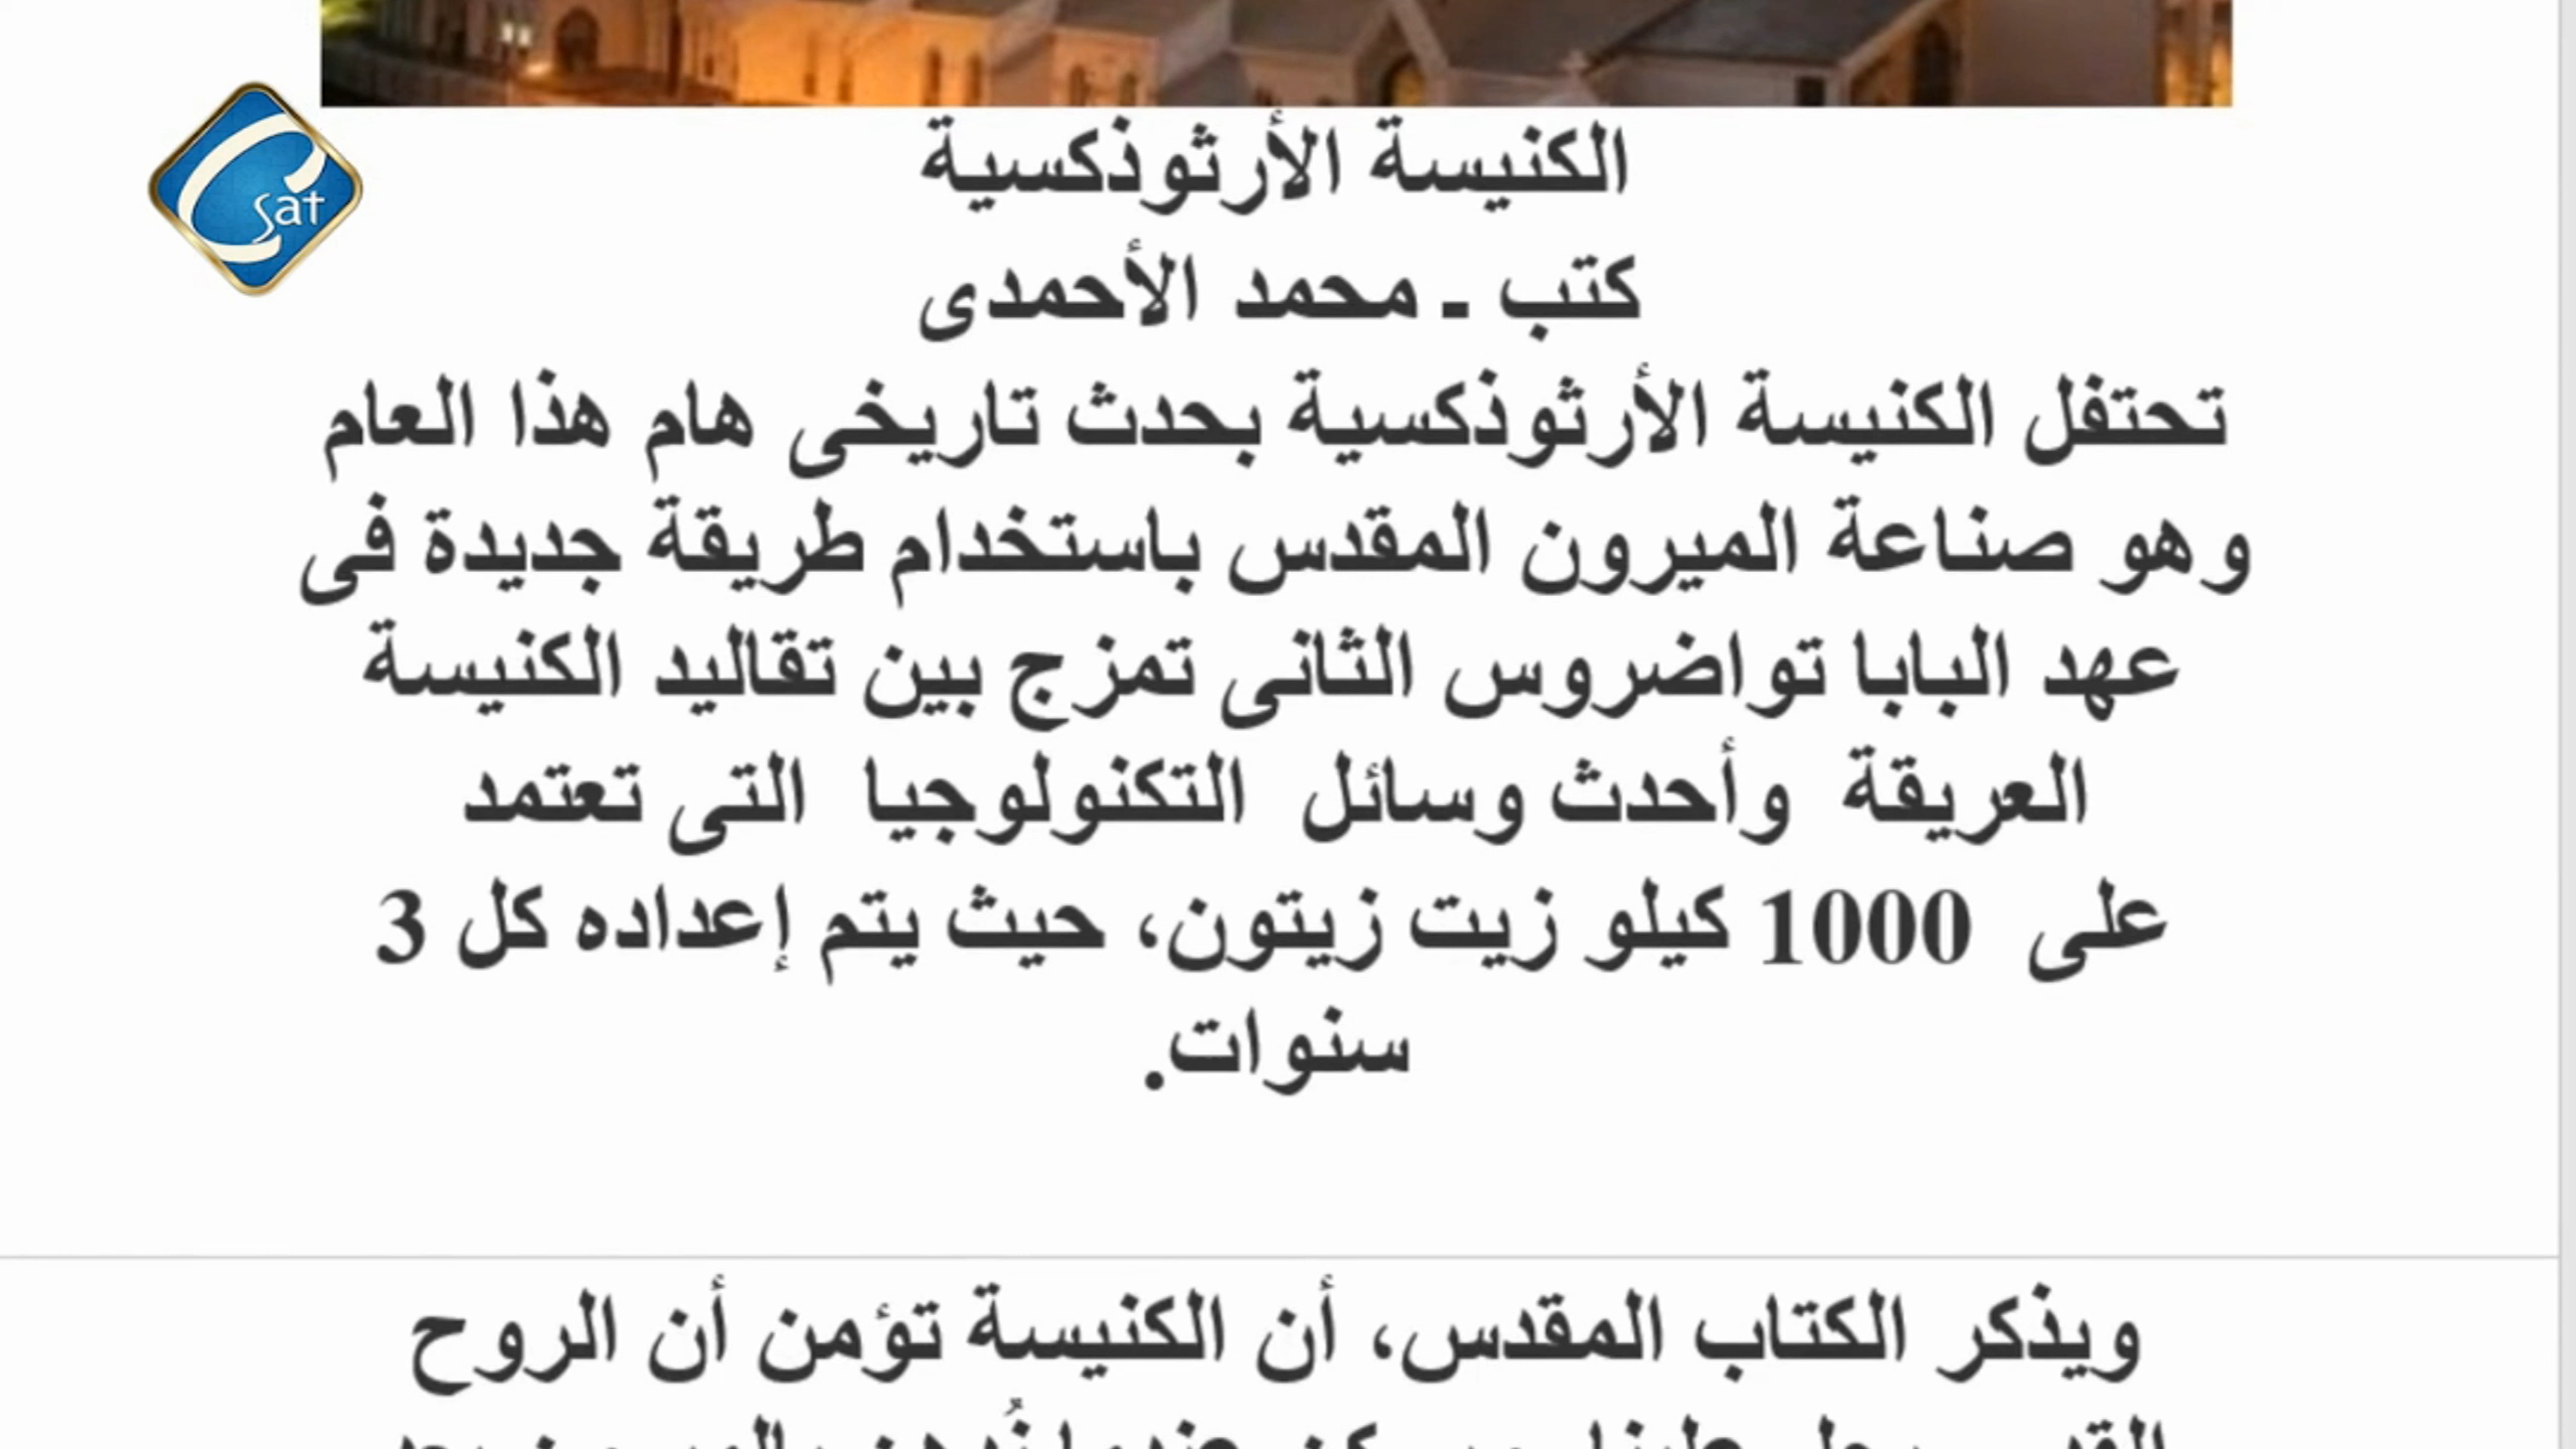 C Sat
الكنيسة الأرثوذكسية
كتب ـ محمد الأحمدى
تحتفل الكنيسة الأرثوذكسية بحدث تاريخى هام هذا العام
وهو صناعة الميرون المقدس باستخدام طريقة جديدة فى
عهد البابا تواضروس الثانى تمزج بين تقاليد الكنيسة
العريقة وأحدث وسائل التكنولوجيا التى تعتمد
على 1000 كيلو زيت زيتون، حيث يتم إعداده كل 3
سنوات.
ويذكر الكتاب المقدس، أن الكنيسة تؤمن أن الروح